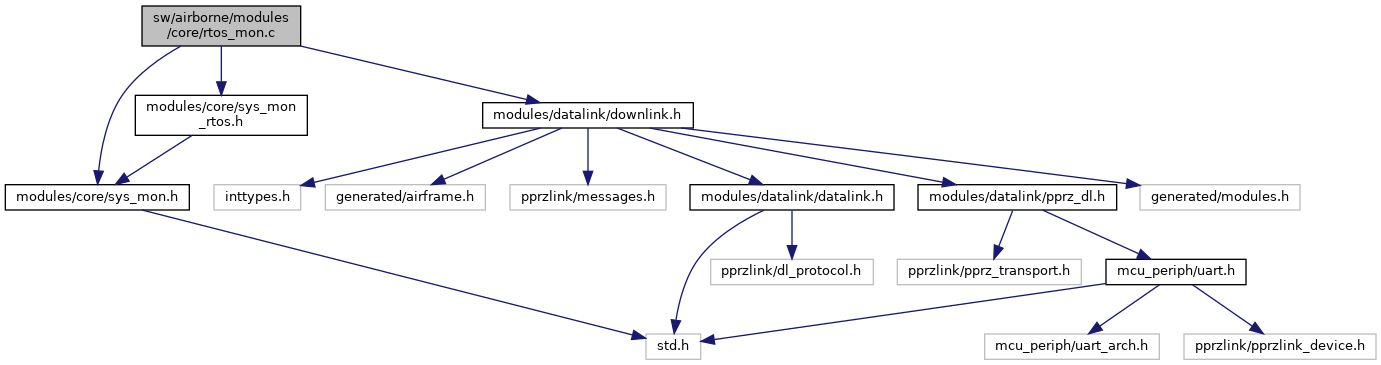 sw/airborne/modules
/core/rtos_mon.c
modules/core/sys_mon
_rtos.h
modules/datalink/downlink.h
modules/core/sys_mon.h
inttypes.h
generated/airframe.h
pprzlink/messages.h
modules/datalink/datalink.h
modules/datalink/pprz_dl.h
generated/modules.h
pprzlink/dl_protocol.h
pprzlink/pprz_transport.h
mcu_periph/uart.h
std.h
mcu_periph/uart_arch.h
pprzlink/pprzlink_device.h